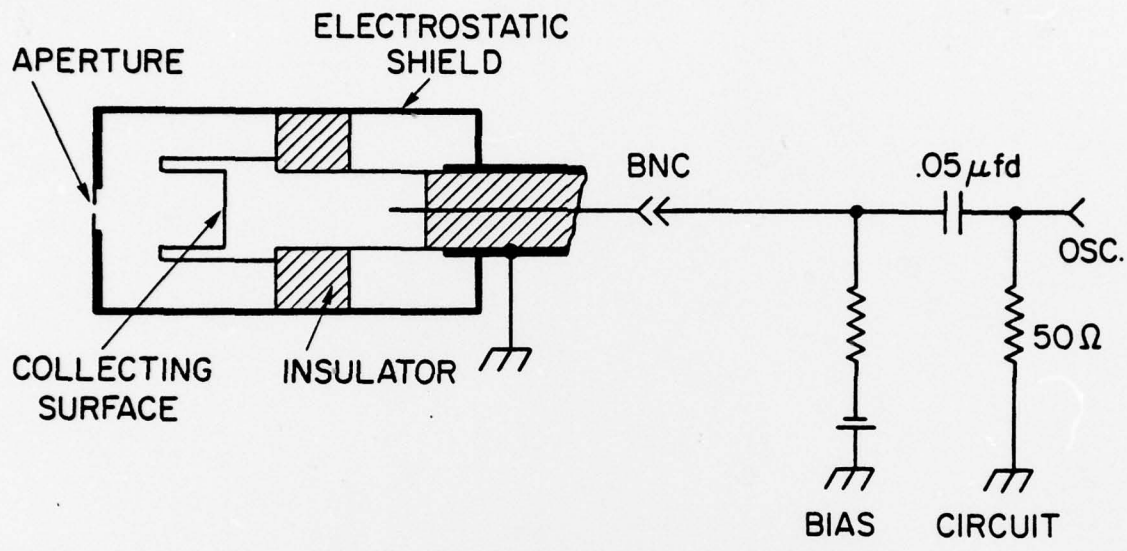 ELECTROSTATIC
SHIELD
APERTURE
BNC
.05 μfd
OSC.
50 Ω
COLLECTING
SURFACE
INSULATOR
BIAS
CIRCUIT